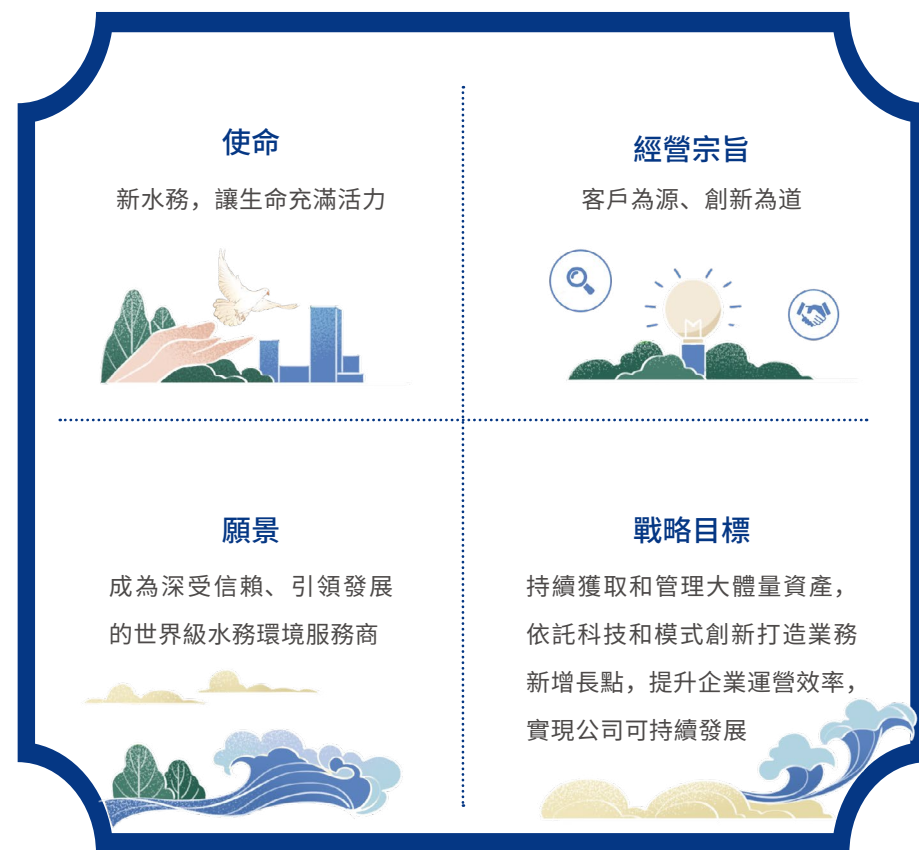 使命
新水務，讓生命充滿活力
經營宗旨
客戶為源、創新為道
願景
成為深受信賴、引領發展
的世界級水務環境服務商
戰略目標
持續獲取和管理大體量資產，
依託科技和模式創新打造業務
新增長點，提升企業運營效率，
實現公司可持續發展